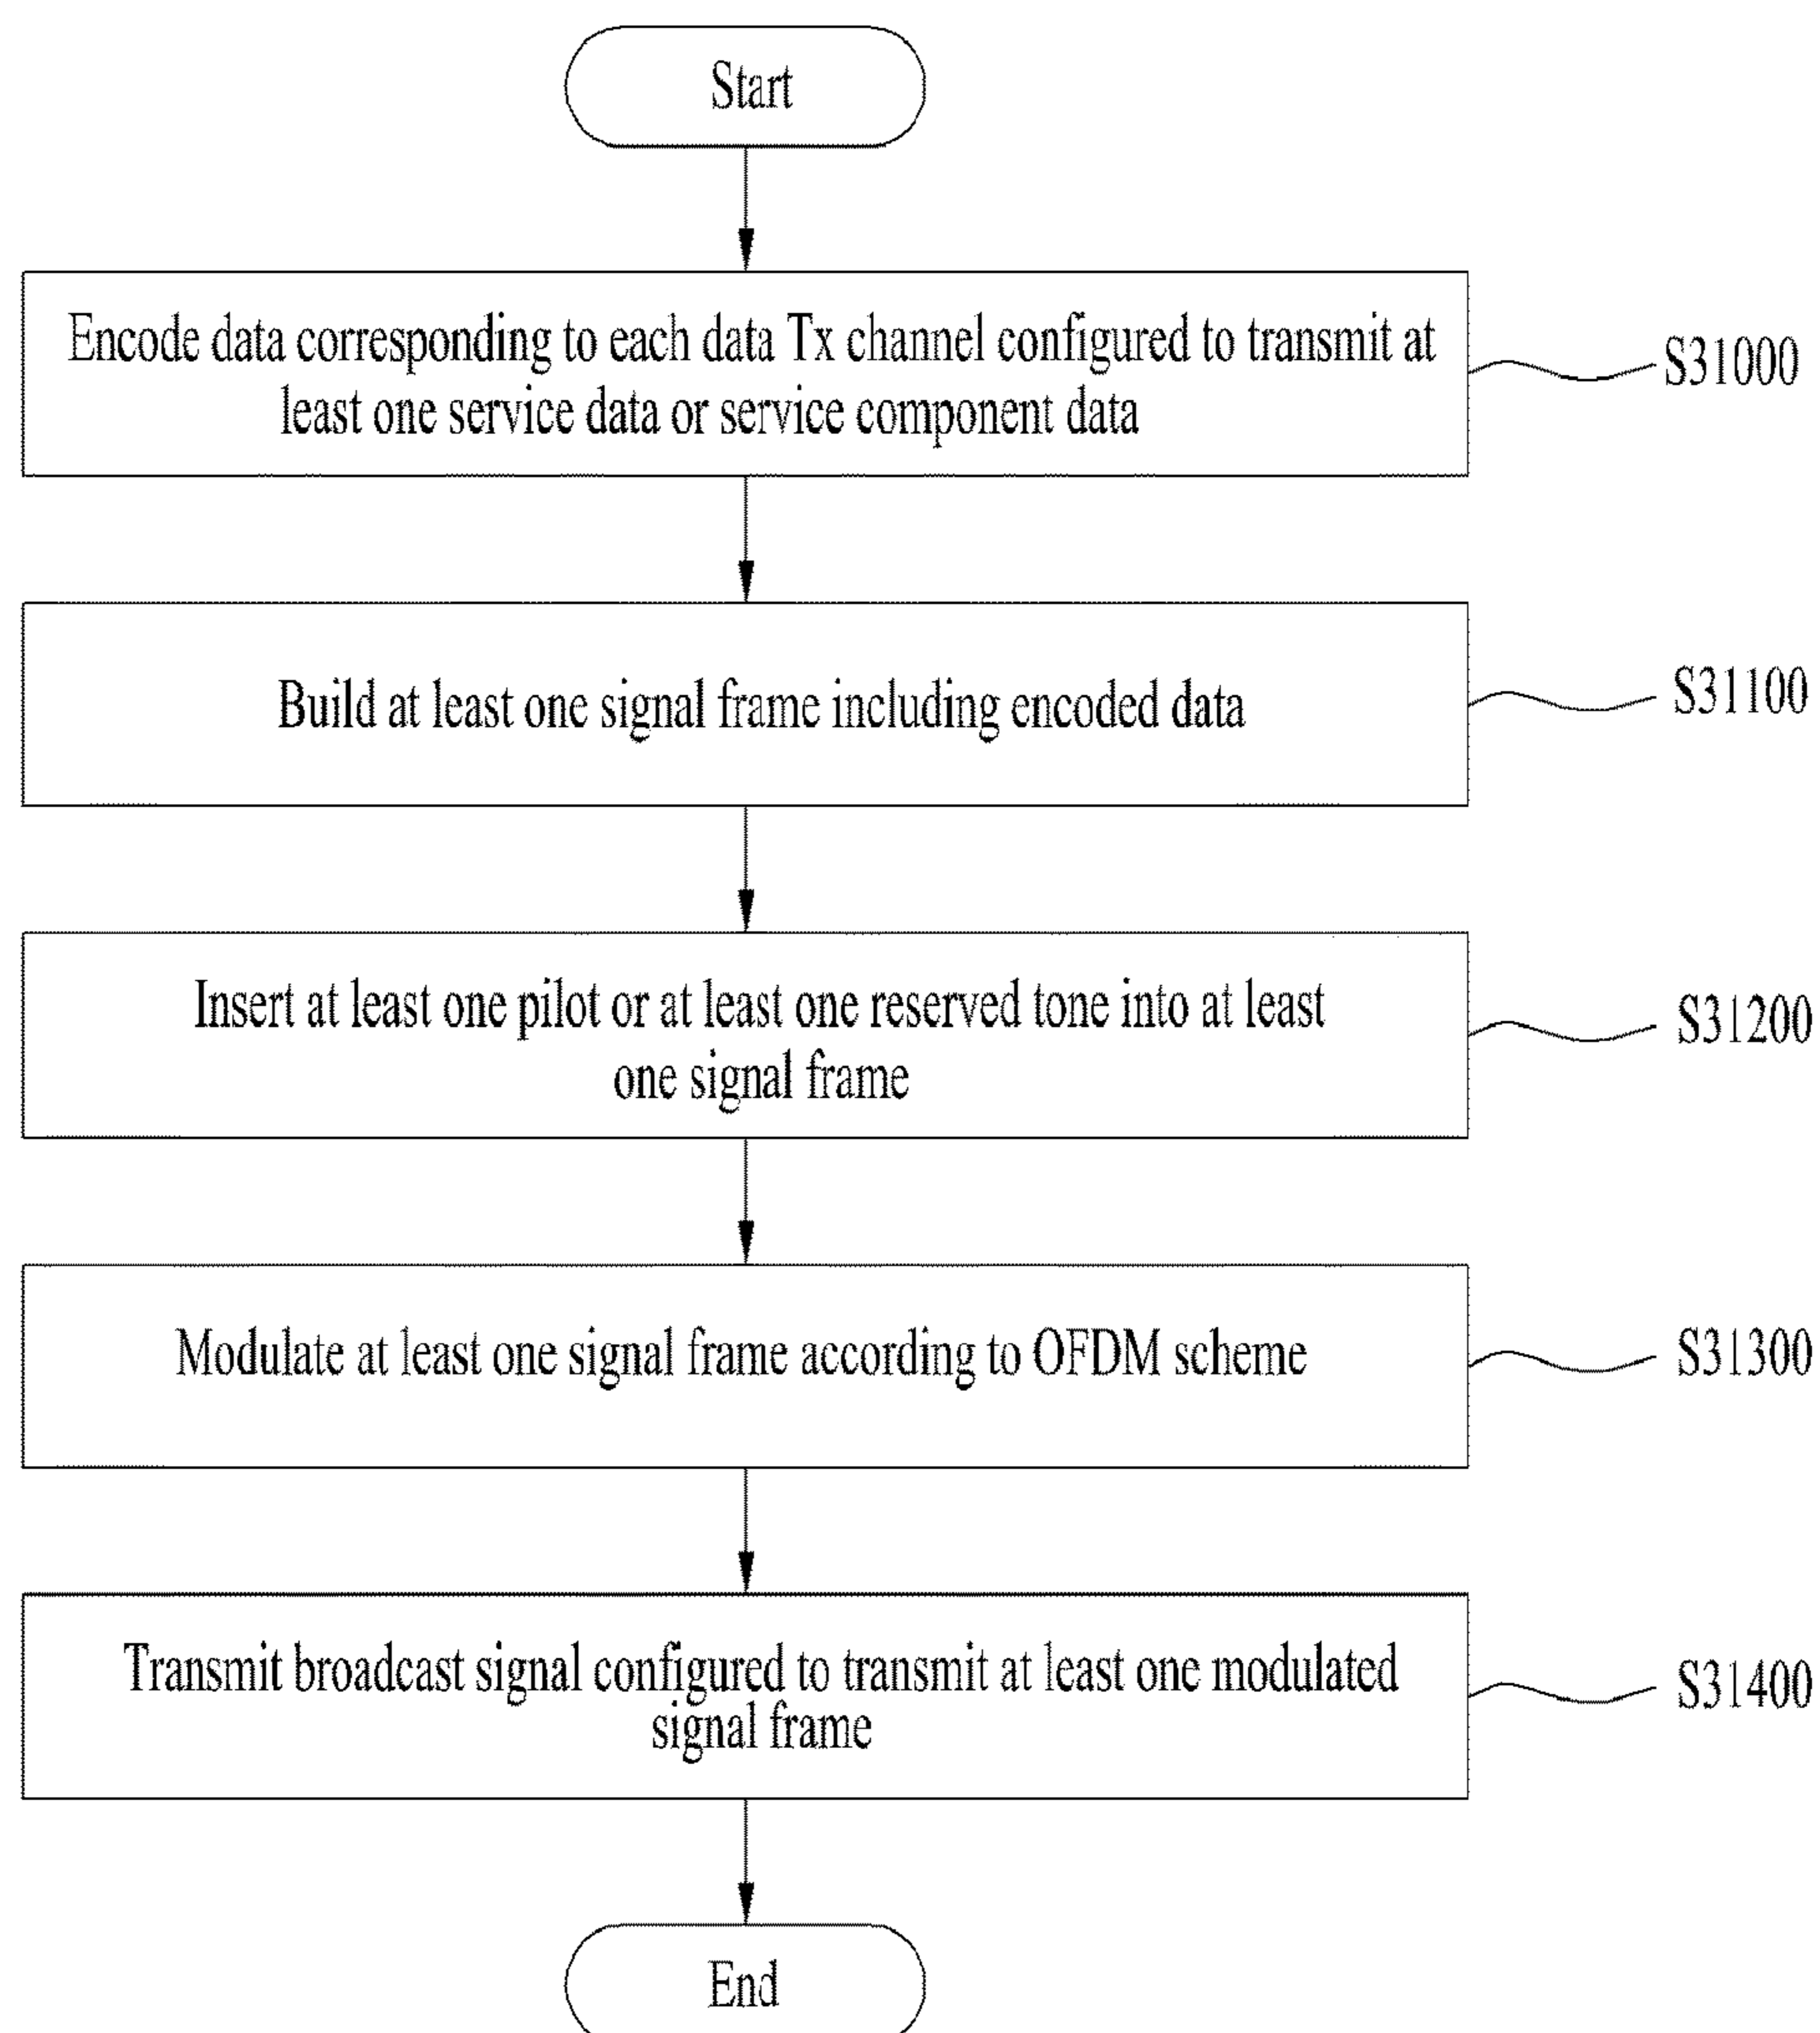 Start
Encode data corresponding to each data Tx channel configured to transmit at
least one service data or service component data
S31000
Build at least one signal frame including encoded data
S31100
Insert at least one pilot or at least one reserved tone into at least
one signal frame
S31200
Modulate at least one signal frame according to OFDM scheme
S31300
Transmit broadcast signal configured to transmit at least one modulated
signal frame
S31400
End